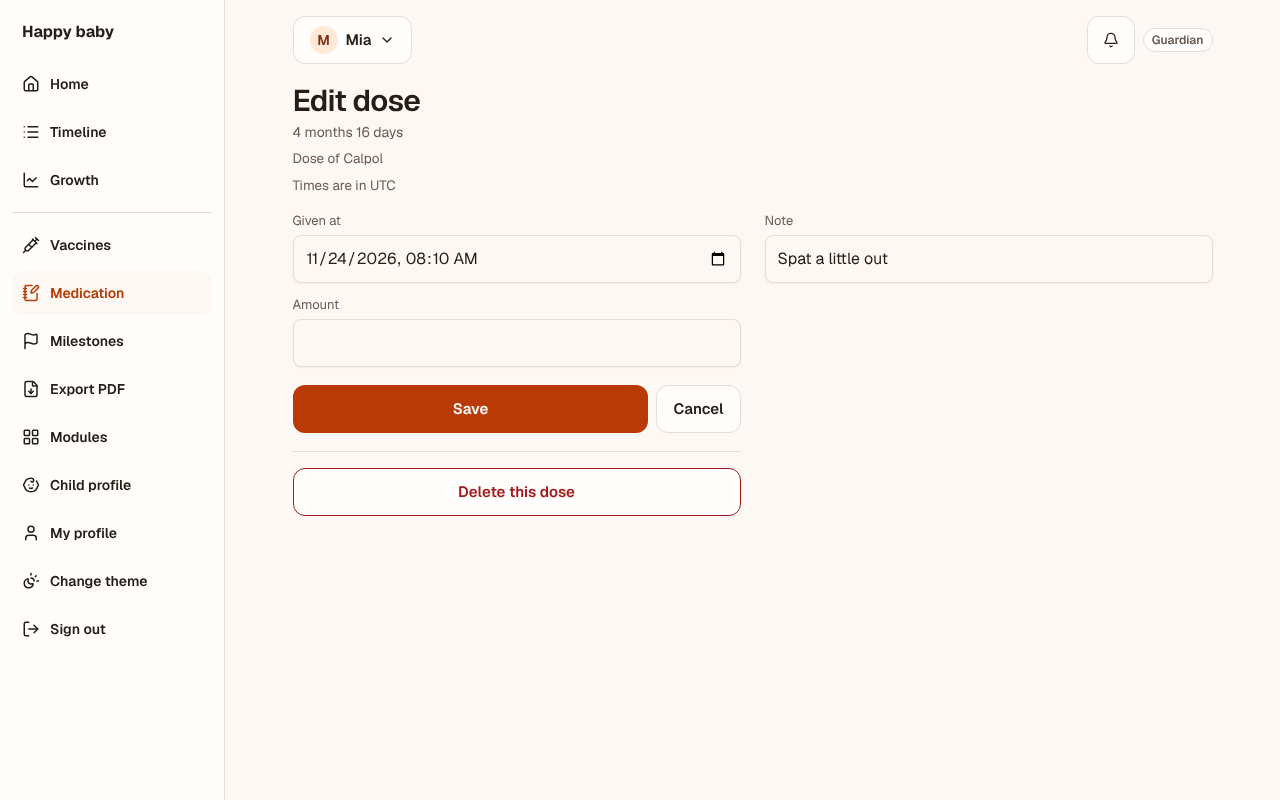 Happy baby
Home
Timeline
Growth
Vaccines
Medication
Milestones
Export PDF
Modules
Child profile
My profile
Change theme
Sign out
M Mia
Guardian
Edit dose
4 months 16 days
Dose of Calpol
Times are in UTC
Given at
11/24/2026, 08:10 AM
Note
Spat a little out
Amount
Save
Cancel
Delete this dose